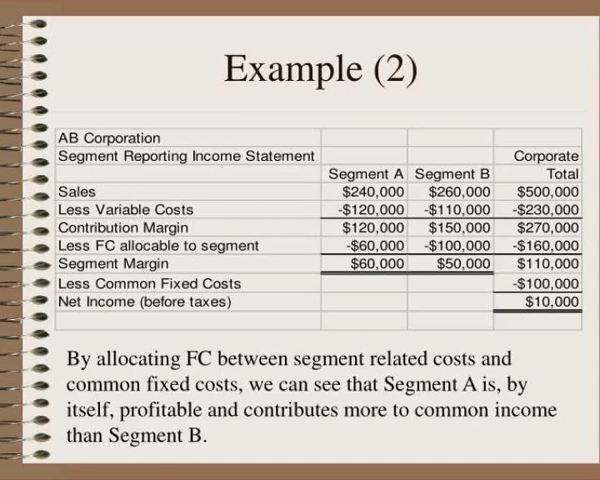 Example (2)
AB Corporation
Segment Reporting Income Statement Corporate
Segment A Segment B Total
Sales $240,000 $260,000 $500,000
Less Variable Costs -$120,000 -$110,000 -$230,000
Contribution Margin $120,000 $150,000 $270,000
Less FC allocable to segment -$60,000 -$100,000 -$160,000
Segment Margin $60,000 $50,000 $110,000
Less Common Fixed Costs -$100,000
Net Income (before taxes) $10,000
By allocating FC between segment related costs and
common fixed costs, we can see that Segment A is, by
itself, profitable and contributes more to common income
than Segment B.